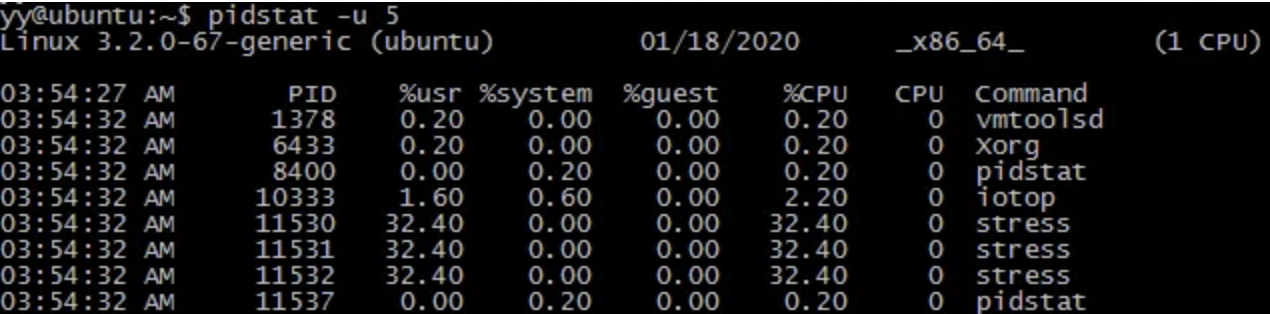 yy@ubuntu:~$ pidstat -u 5
Linux 3.2.0-67-generic (ubuntu) 01/18/2020 _x86_64_ (1 CPU)
03:54:27 AM PID %usr %system %guest %CPU CPU Command
03:54:32 AM 1378 0.20 0.00 0.00 0.20 0 vmtoolsd
03:54:32 AM 6433 0.20 0.00 0.00 0.20 0 Xorg
03:54:32 AM 8400 0.00 0.20 0.00 0.20 0 pidstat
03:54:32 AM 10333 1.60 0.60 0.00 2.20 0 iotop
03:54:32 AM 11530 32.40 0.00 0.00 32.40 0 stress
03:54:32 AM 11531 32.40 0.00 0.00 32.40 0 stress
03:54:32 AM 11532 32.40 0.00 0.00 32.40 0 stress
03:54:32 AM 11537 0.00 0.20 0.00 0.20 0 pidstat